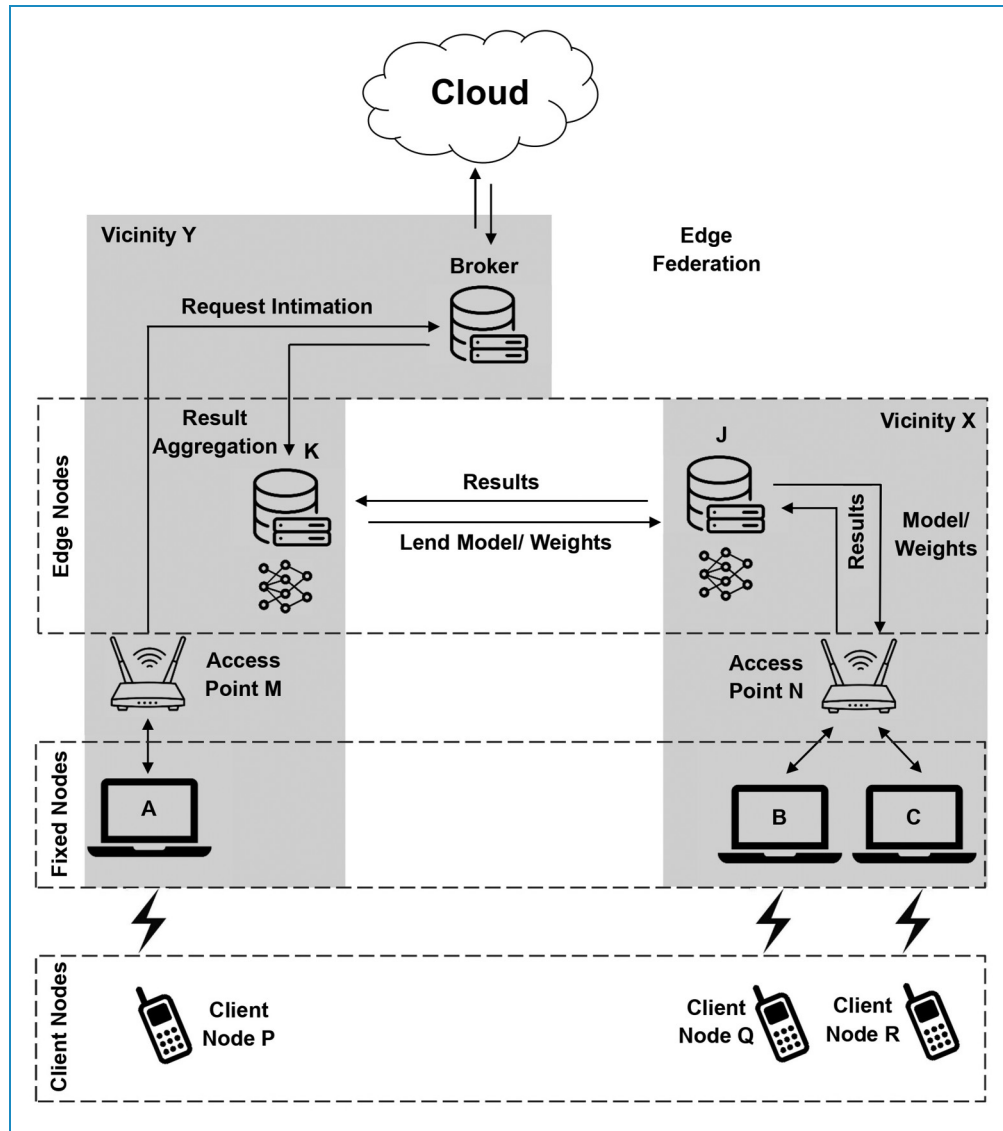 Cloud
Vicinity Y
Edge
Federation
Broker
Request Intimation
Result
Aggregation
K
Vicinity X
J
Edge Nodes
Results
Lend Model/ Weights
Results
Model/
Weights
Access
Point M
Access
Point N
Fixed Nodes
A
B
C
Client Nodes
Client
Node P
Client
Node Q
Client
Node R